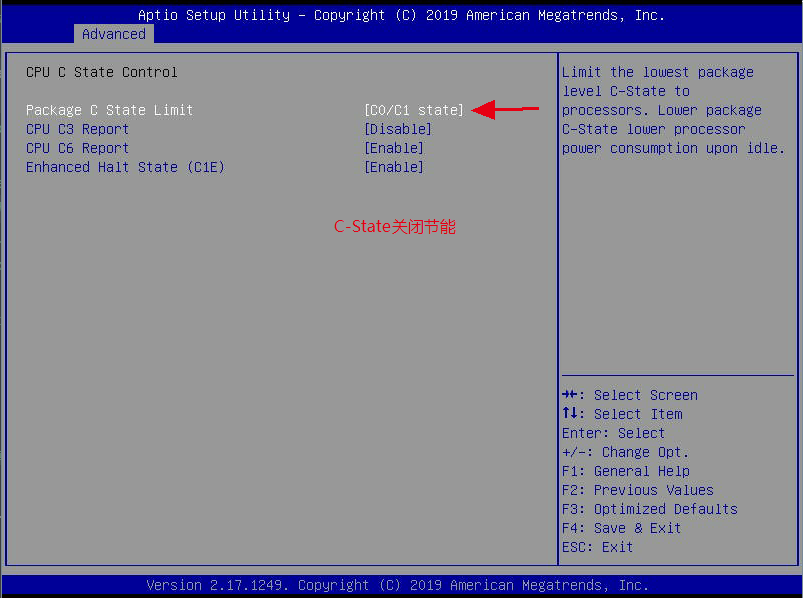 Aptio Setup Utility – Copyright (C) 2019 American Megatrends, Inc.
Advanced
CPU C State Control
Package C State Limit [C0/C1 state]
CPU C3 Report [Disable]
CPU C6 Report [Enable]
Enhanced Halt State (C1E) [Enable]
C-State关闭节能
Limit the lowest package
level C–State to
processors. Lower package
C–State lower processor
power consumption upon idle.
→←: Select Screen
↑↓: Select Item
Enter: Select
+/–: Change Opt.
F1: General Help
F2: Previous Values
F3: Optimized Defaults
F4: Save & Exit
ESC: Exit
Version 2.17.1249. Copyright (C) 2019 American Megatrends, Inc.